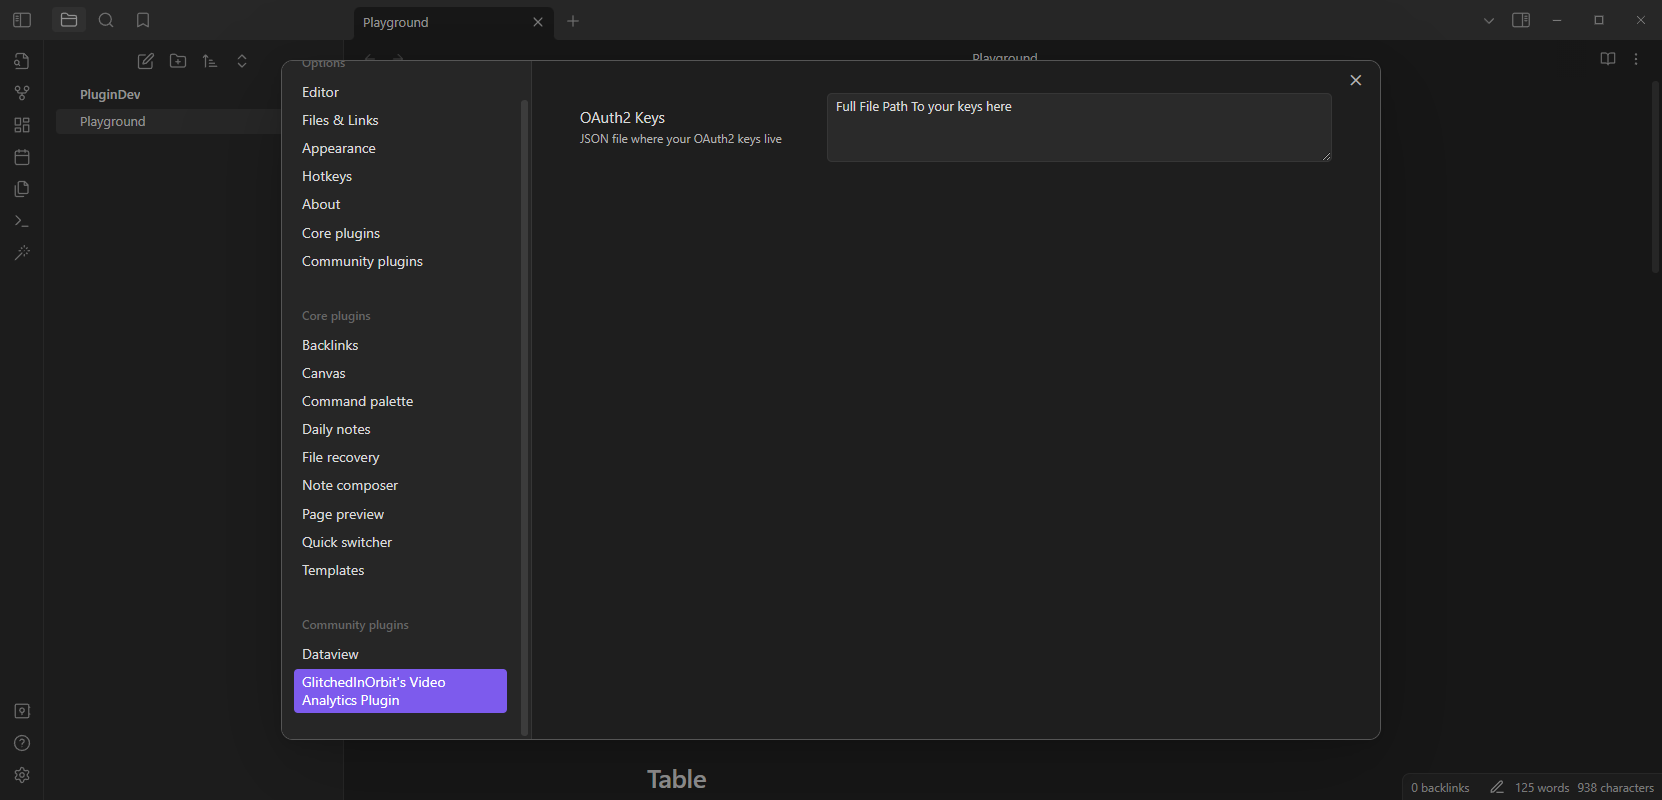 Playground
PluginDev
Playground
Playground
Options
Editor
Files & Links
Appearance
Hotkeys
About
Core plugins
Community plugins
Core plugins
Backlinks
Canvas
Command palette
Daily notes
File recovery
Note composer
Page preview
Quick switcher
Templates
Community plugins
Dataview
GlitchedInOrbit's Video
Analytics Plugin
OAuth2 Keys
JSON file where your OAuth2 keys live
Full File Path To your keys here
Table
0 backlinks
125 words
938 characters